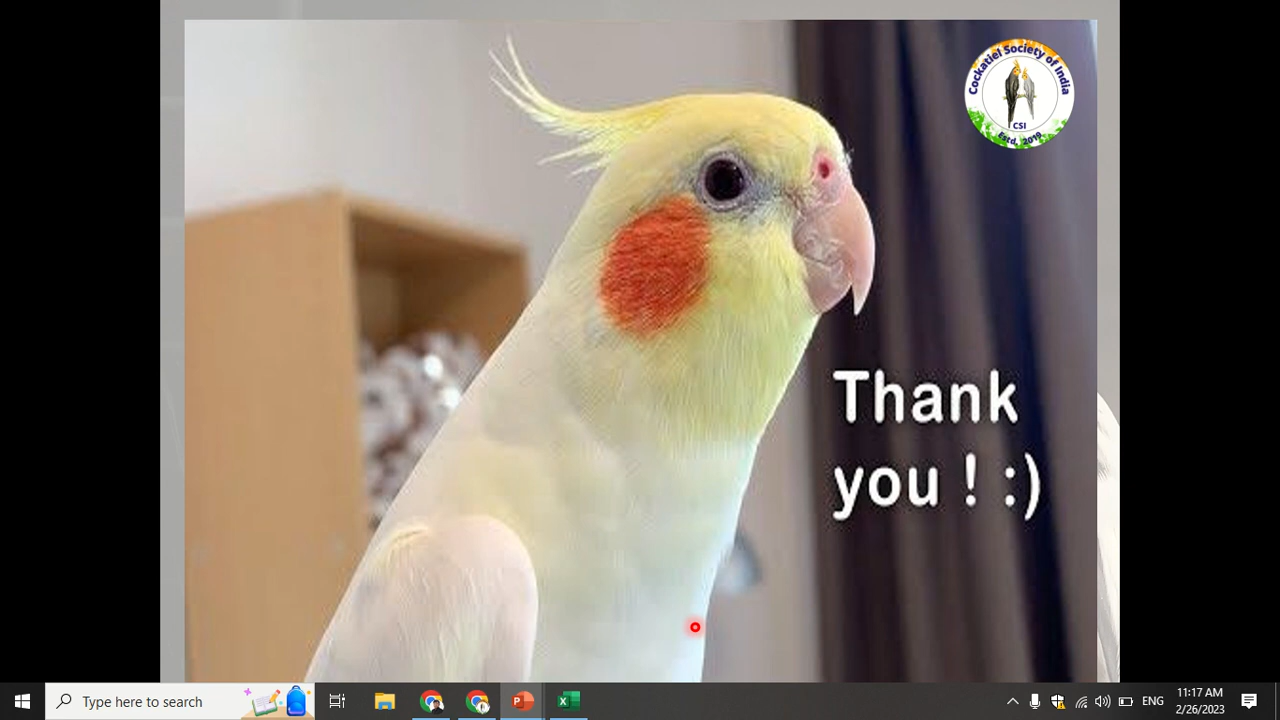 Cockatiel Society of India
CSI
Estd, 2019
Thank
you ! :)
Type here to search
ENG
11:17 AM
2/26/2023